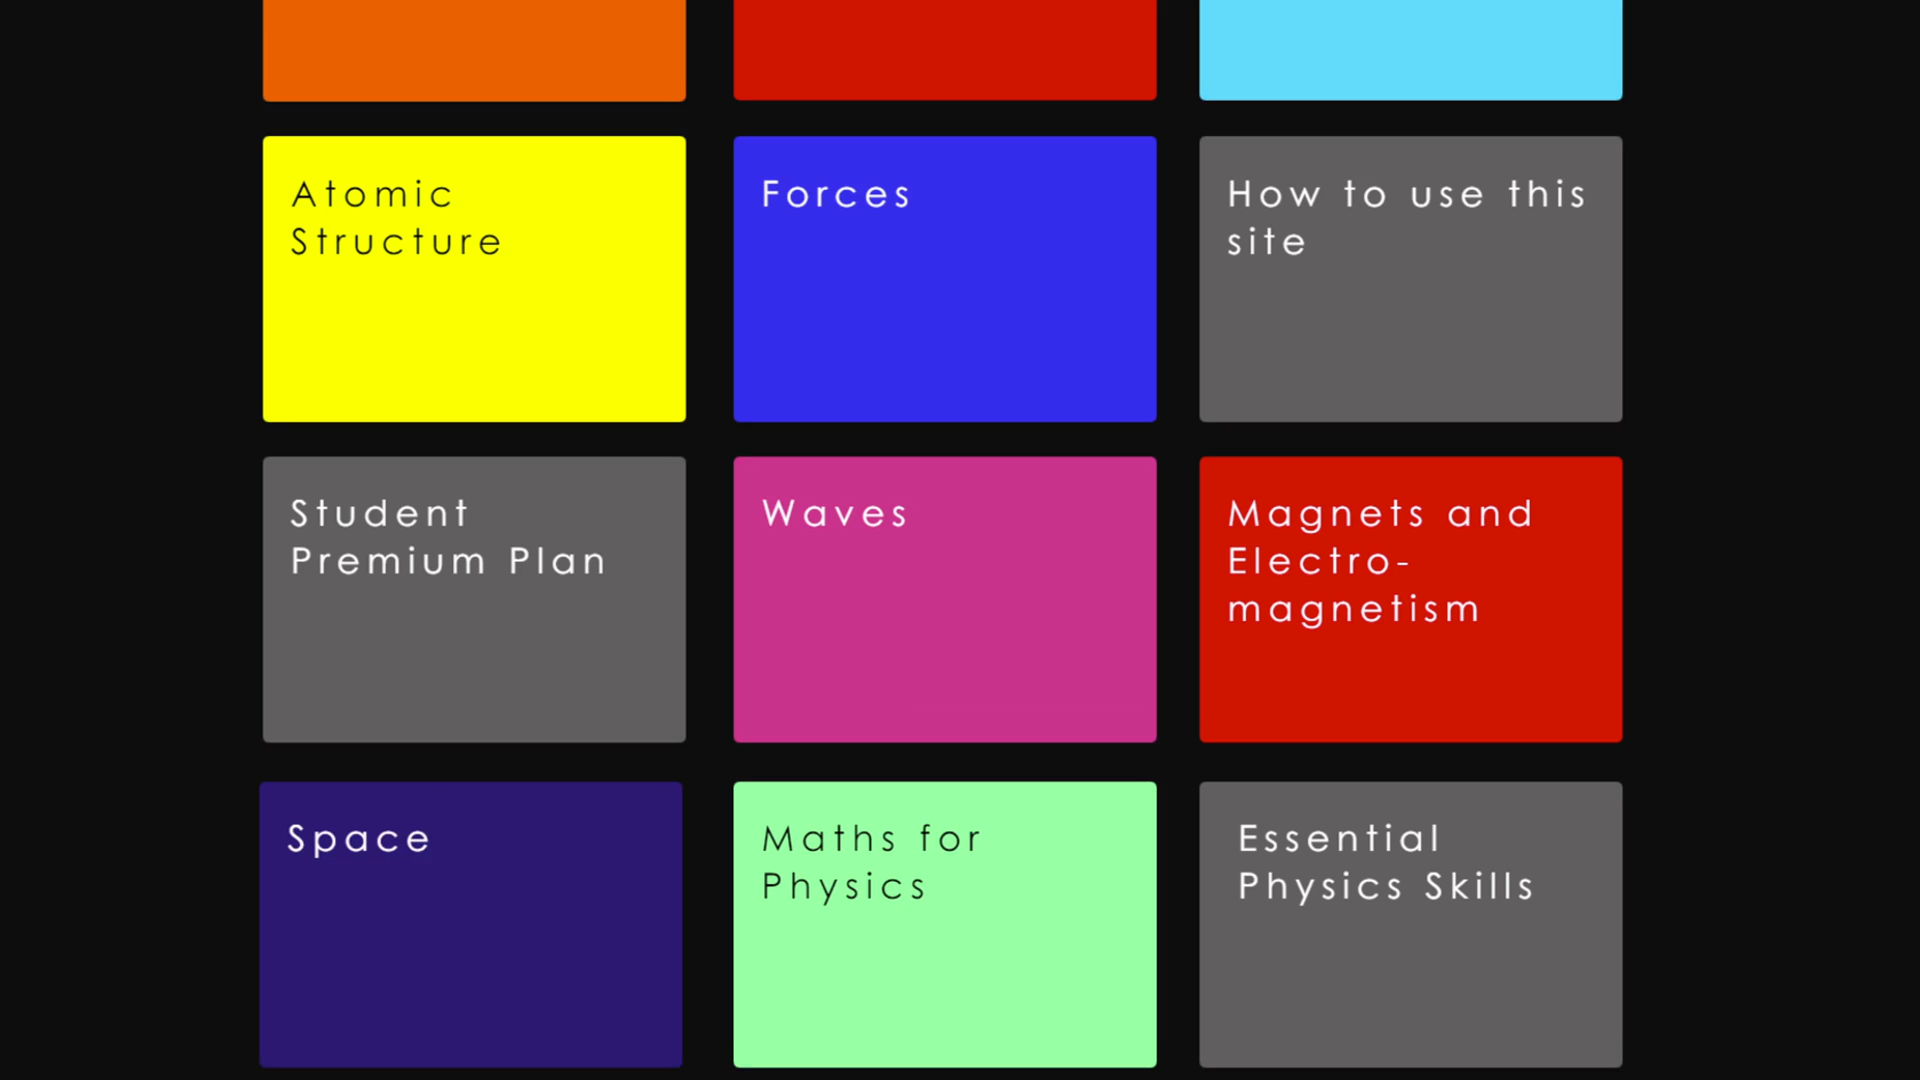 Atomic
Structure
Forces
How to use this
site
Student
Premium Plan
Waves
Magnets and
Electro-
magnetism
Space
Maths for
Physics
Essential
Physics Skills